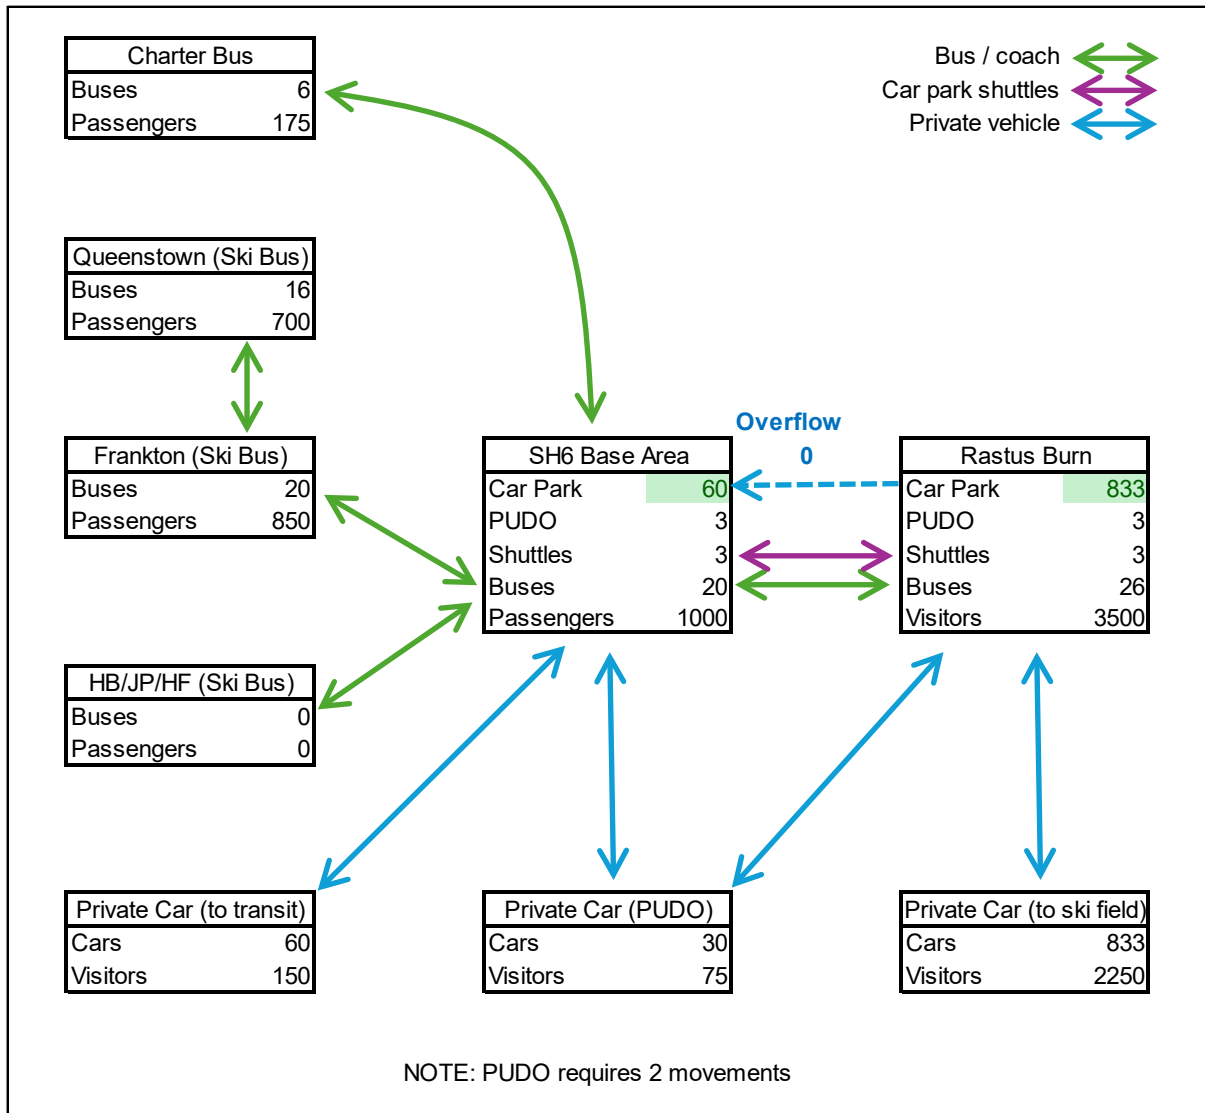 Charter Bus
Buses 6
Passengers 175
Bus / coach
Car park shuttles
Private vehicle
Queenstown (Ski Bus)
Buses 16
Passengers 700
Frankton (Ski Bus)
Buses 20
Passengers 850
Overflow
0
SH6 Base Area
Car Park 60
PUDO 3
Shuttles 3
Buses 20
Passengers 1000
Rastus Burn
Car Park 833
PUDO 3
Shuttles 3
Buses 26
Visitors 3500
HB/JP/HF (Ski Bus)
Buses 0
Passengers 0
Private Car (to transit)
Cars 60
Visitors 150
Private Car (PUDO)
Cars 30
Visitors 75
Private Car (to ski field)
Cars 833
Visitors 2250
NOTE: PUDO requires 2 movements